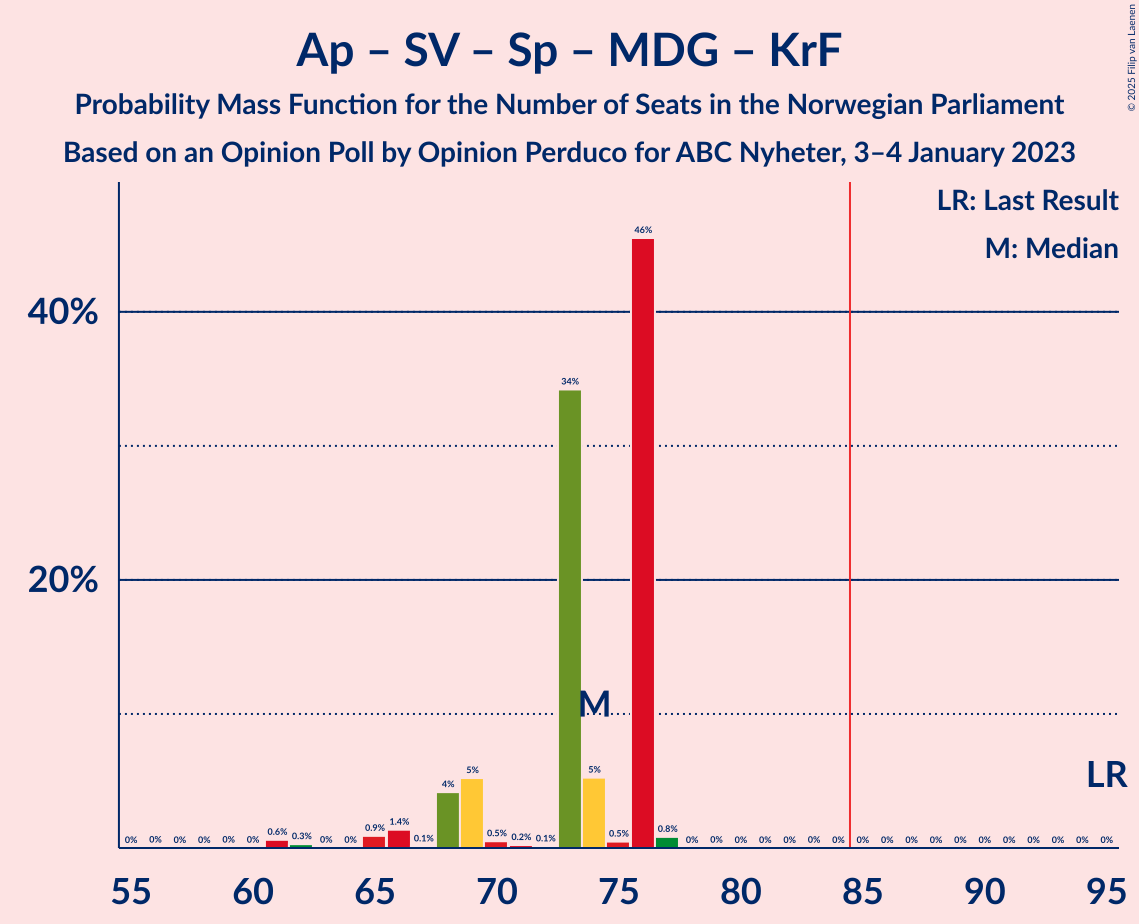 Ap – SV – Sp – MDG – KrF
Probability Mass Function for the Number of Seats in the Norwegian Parliament
Based on an Opinion Poll by Opinion Perduco for ABC Nyheter, 3–4 January 2023
© 2025 Filip van Laenen
LR: Last Result
M: Median
46%
40%
34%
20%
M
LR
4% 5% 5%
0% 0% 0% 0% 0% 0% 0.6% 0.3% 0% 0% 0.9% 1.4% 0.1% 0.5% 0.2% 0.1% 0.5% 0.8% 0% 0% 0% 0% 0% 0% 0% 0% 0% 0% 0% 0% 0% 0% 0% 0% 0% 0%
55 60 65 70 75 80 85 90 95